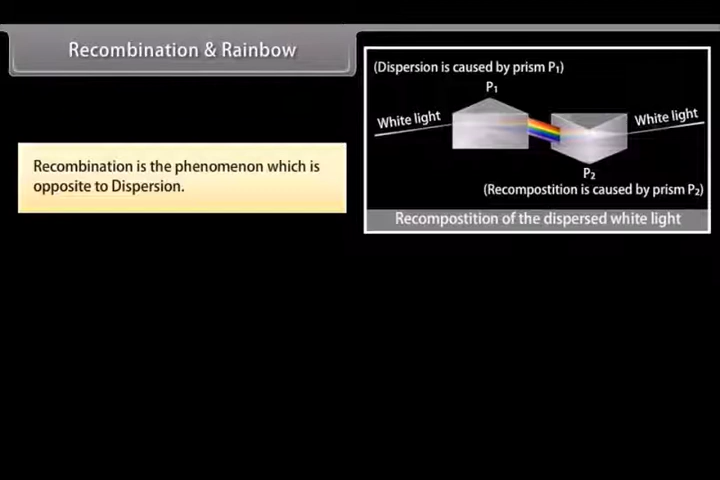 Recombination & Rainbow
Recombination is the phenomenon which is
opposite to Dispersion.
(Dispersion is caused by prism P₁)
P₁
White light
White light
P₂
(Recompostition is caused by prism P₂)
Recompostition of the dispersed white light